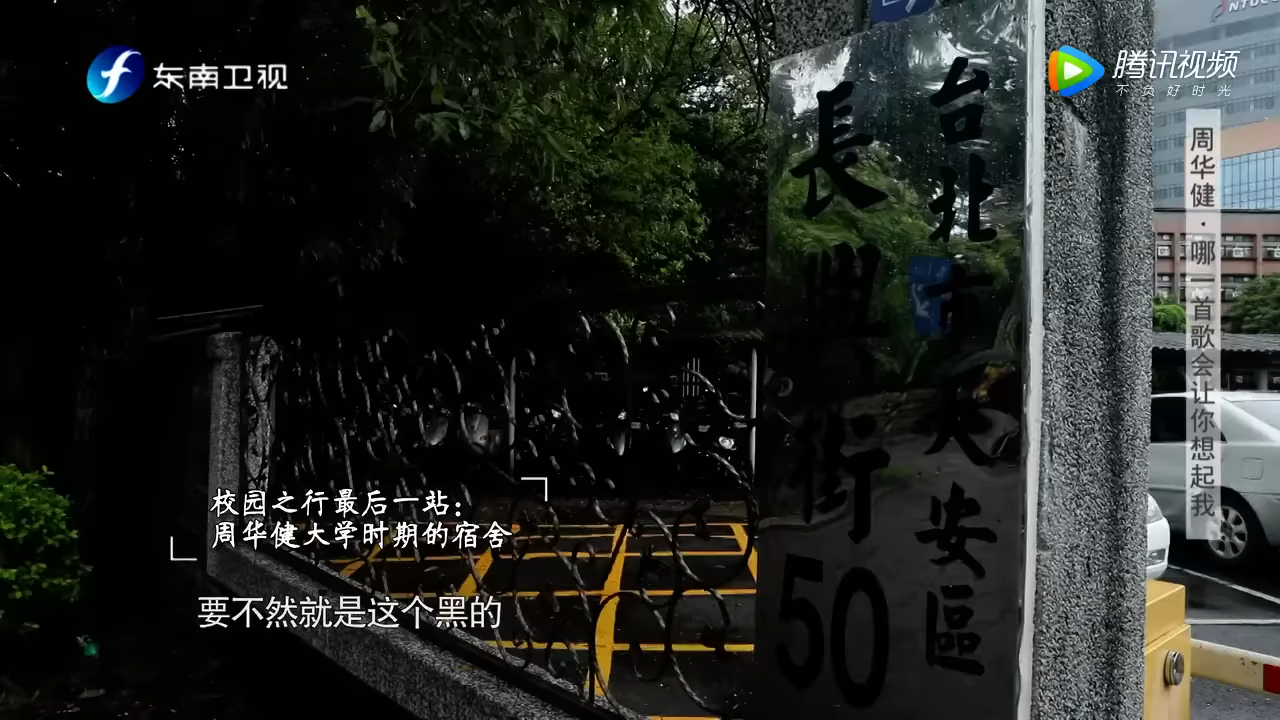 东南卫视
腾讯视频
不负好时光
周华健·哪一首歌会让你想起我
台北市大安區
長興街
50
校园之行最后一站：
周华健大学时期的宿舍
要不然就是这个黑的